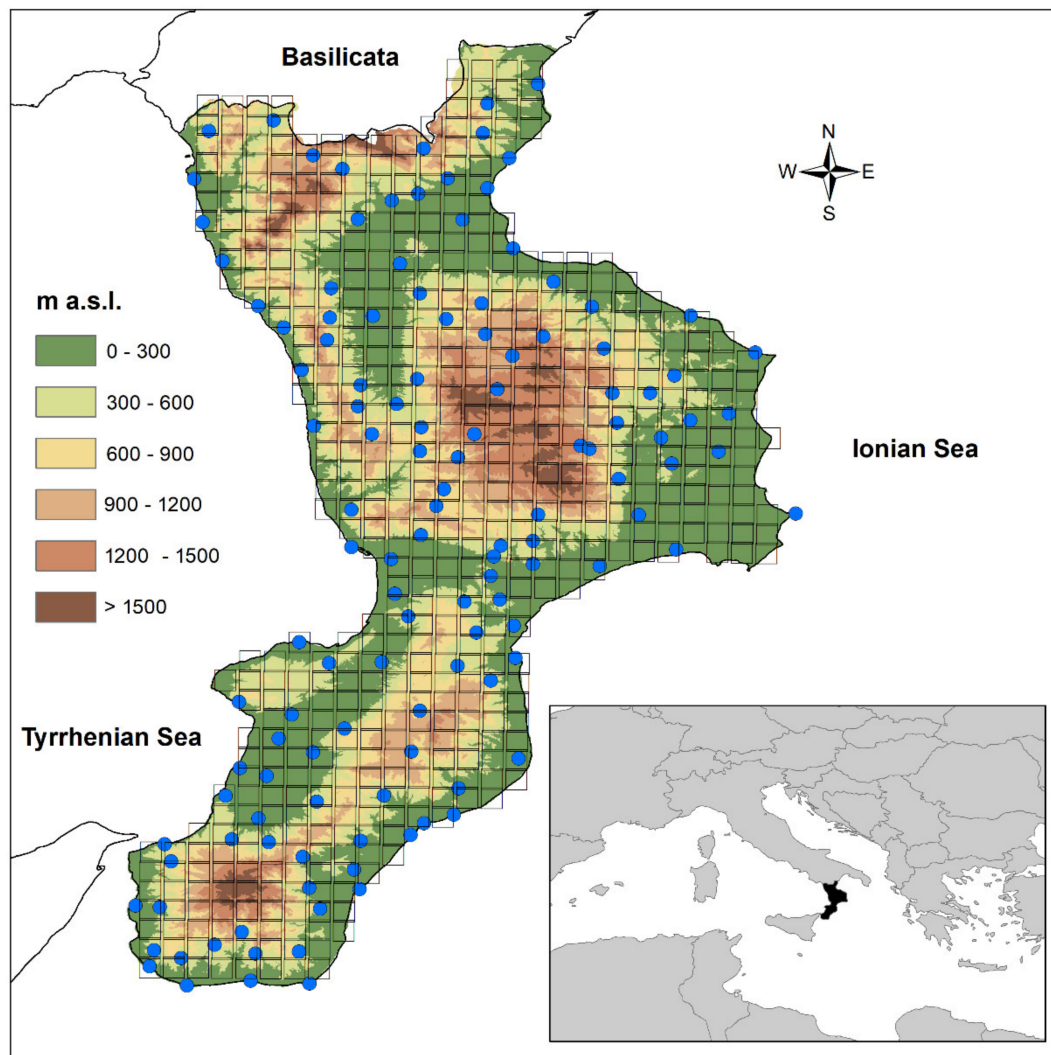 Basilicata
N
W E
S
m a.s.l.
0 - 300
300 - 600
600 - 900
900 - 1200
1200 - 1500
> 1500
Ionian Sea
Tyrrhenian Sea